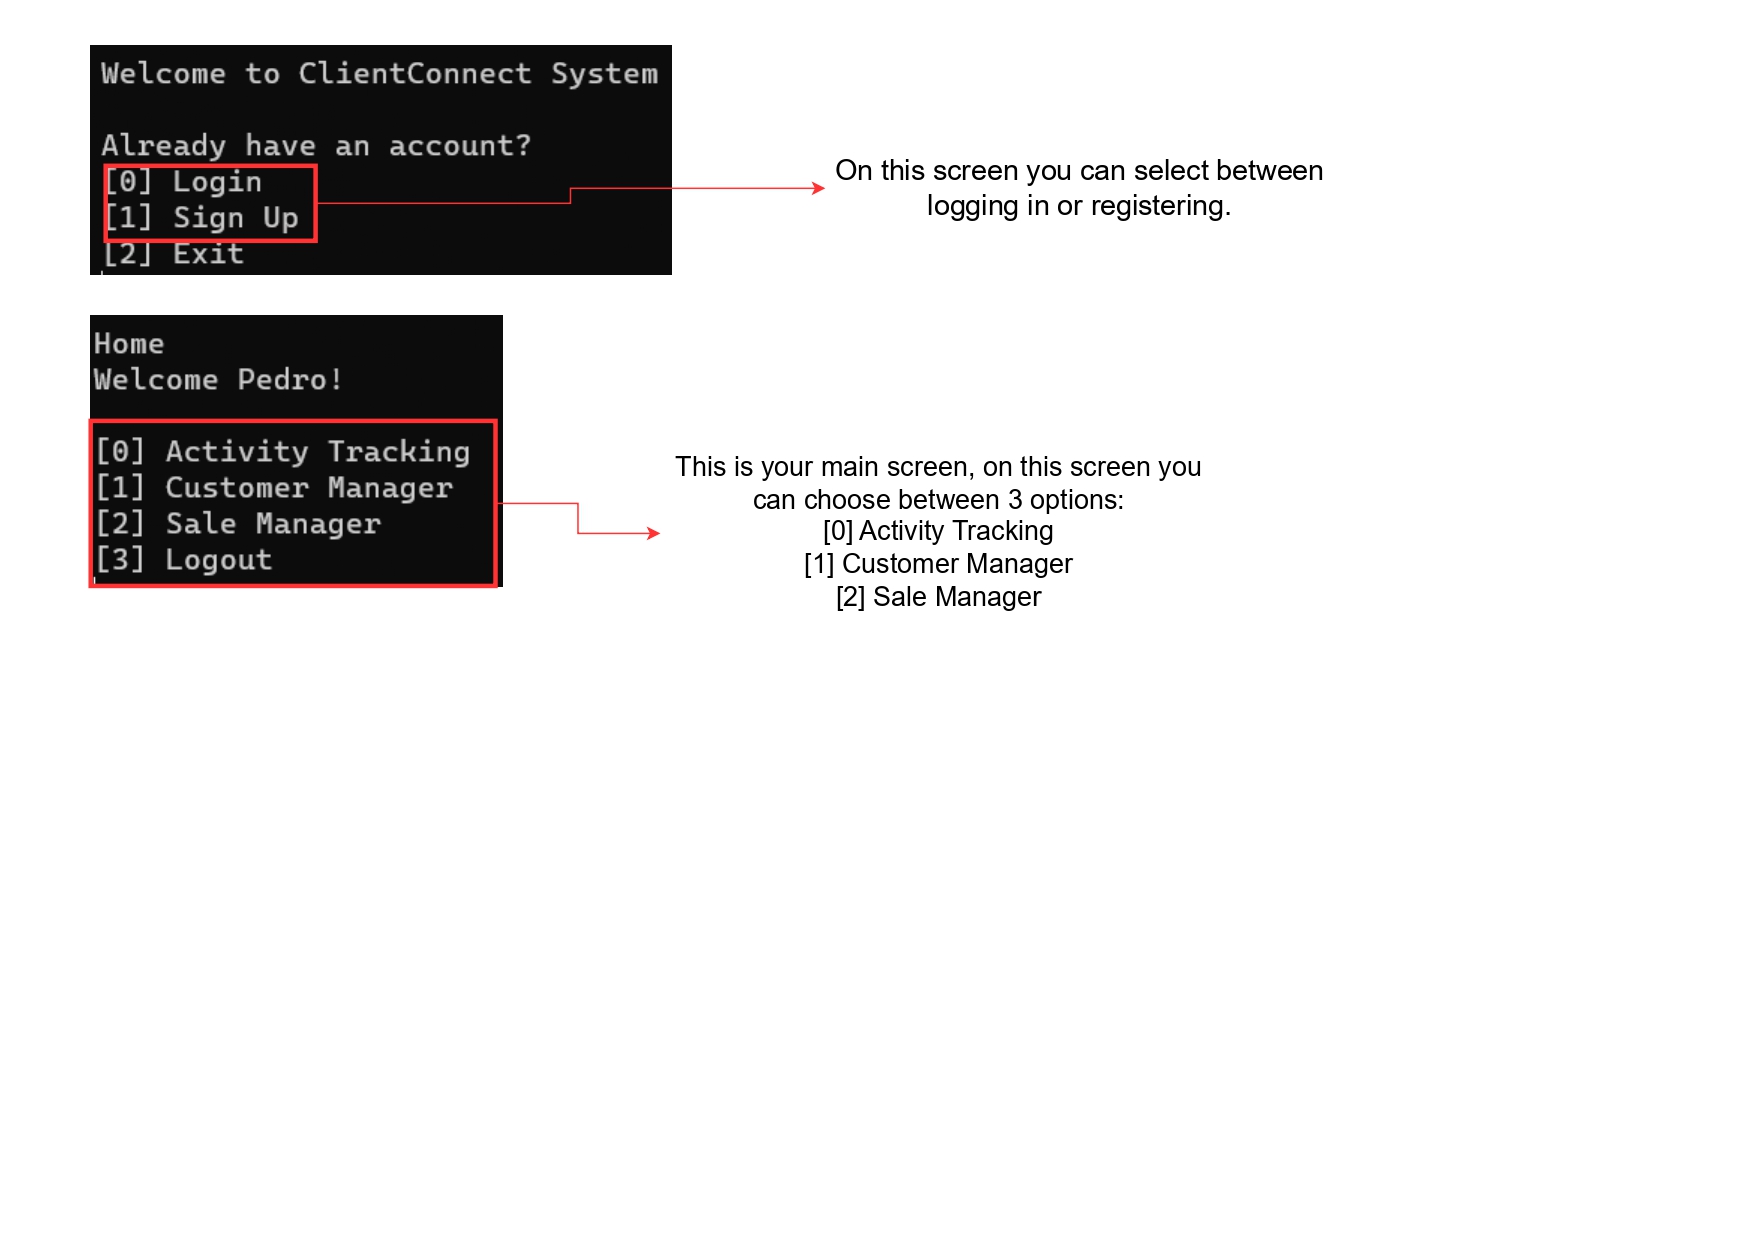 Welcome to ClientConnect System
Already have an account?
[0] Login
[1] Sign Up
[2] Exit
On this screen you can select between
logging in or registering.
Home
Welcome Pedro!
[0] Activity Tracking
[1] Customer Manager
[2] Sale Manager
[3] Logout
This is your main screen, on this screen you
can choose between 3 options:
[0] Activity Tracking
[1] Customer Manager
[2] Sale Manager